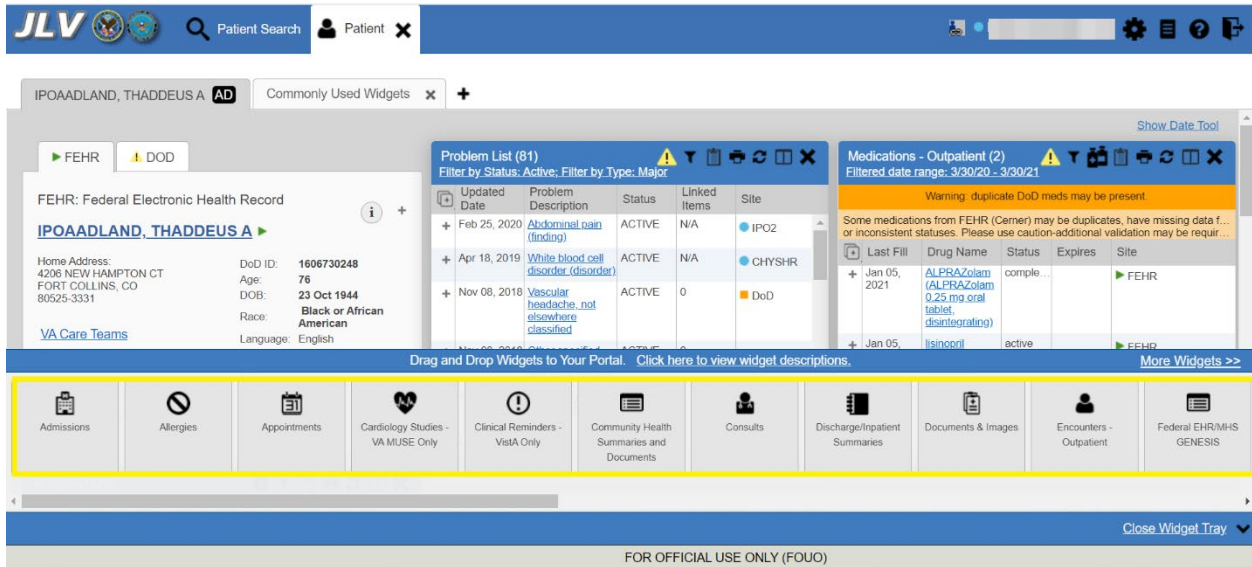 JLV
Patient Search
Patient
IPOAADLAND, THADDEUS A AD
Commonly Used Widgets
Show Date Tool
FEHR
DOD
FEHR: Federal Electronic Health Record
IPOAADLAND, THADDEUS A
Home Address:
4206 NEW HAMPTON CT
FORT COLLINS, CO
80525-3331
VA Care Teams
DoD ID: 1606730248
Age: 76
DOB: 23 Oct 1944
Race: Black or African
American
Language: English
Problem List (81)
Filter by Status: Active; Filter by Type: Major
Updated Date Problem Description Status Linked Items Site
Feb 25, 2020 Abdominal pain (finding) ACTIVE N/A IPO2
Apr 18, 2019 White blood cell disorder (disorder) ACTIVE N/A CHYSHR
Nov 08, 2018 Vascular headache, not elsewhere classified ACTIVE 0 DoD
Medications - Outpatient (2)
Filtered date range: 3/30/20 - 3/30/21
Warning: duplicate DoD meds may be present.
Some medications from FEHR (Cerner) may be duplicates, have missing data f...
or inconsistent statuses. Please use caution-additional validation may be requir...
Last Fill Drug Name Status Expires Site
Jan 05, 2021 ALPRAZolam (ALPRAZolam 0.25 mg oral tablet, disintegrating) comple... FEHR
Jan 05, lisinopril active FEHR
Drag and Drop Widgets to Your Portal. Click here to view widget descriptions.
More Widgets >>
Admissions
Allergies
31
Appointments
Cardiology Studies -
VA MUSE Only
Clinical Reminders -
VistA Only
Community Health
Summaries and
Documents
Consults
Discharge/Inpatient
Summaries
Documents & Images
Encounters -
Outpatient
Federal EHR/MHS
GENESIS
Close Widget Tray
FOR OFFICIAL USE ONLY (FOUO)